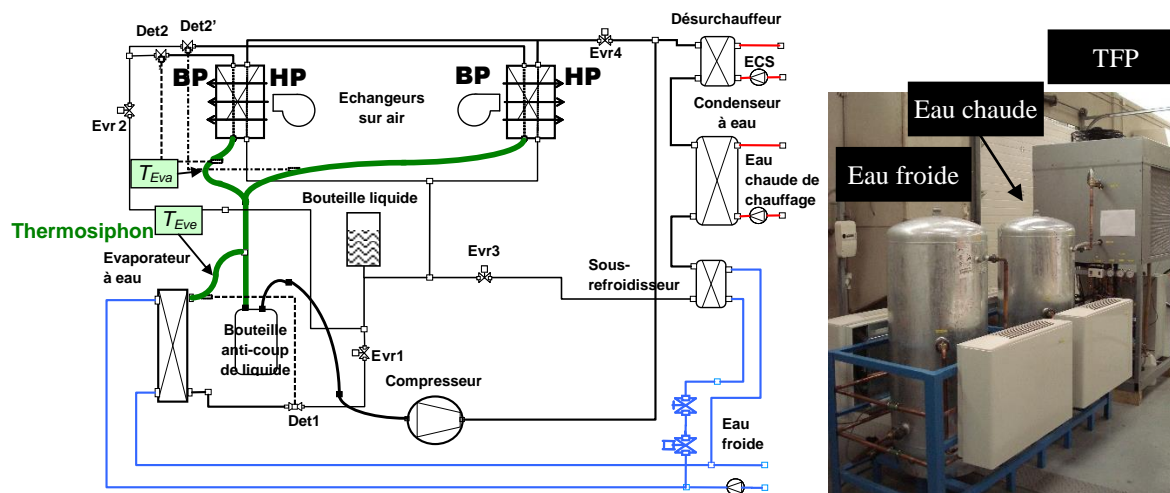 Det2
Det2'
Désurchauffeur
Evr4
ECS
BP
HP
BP
HP
Echangeurs
sur air
Condenseur
à eau
Evr 2
TEva
Bouteille liquide
Eau
chaude de
chauffage
TEve
Thermosiphon
Evaporateur
à eau
Evr3
Sous-
refroidisseur
Bouteille
anti-coup
de liquide
Evr1
Compresseur
Det1
Eau
froide
TFP
Eau chaude
Eau froide